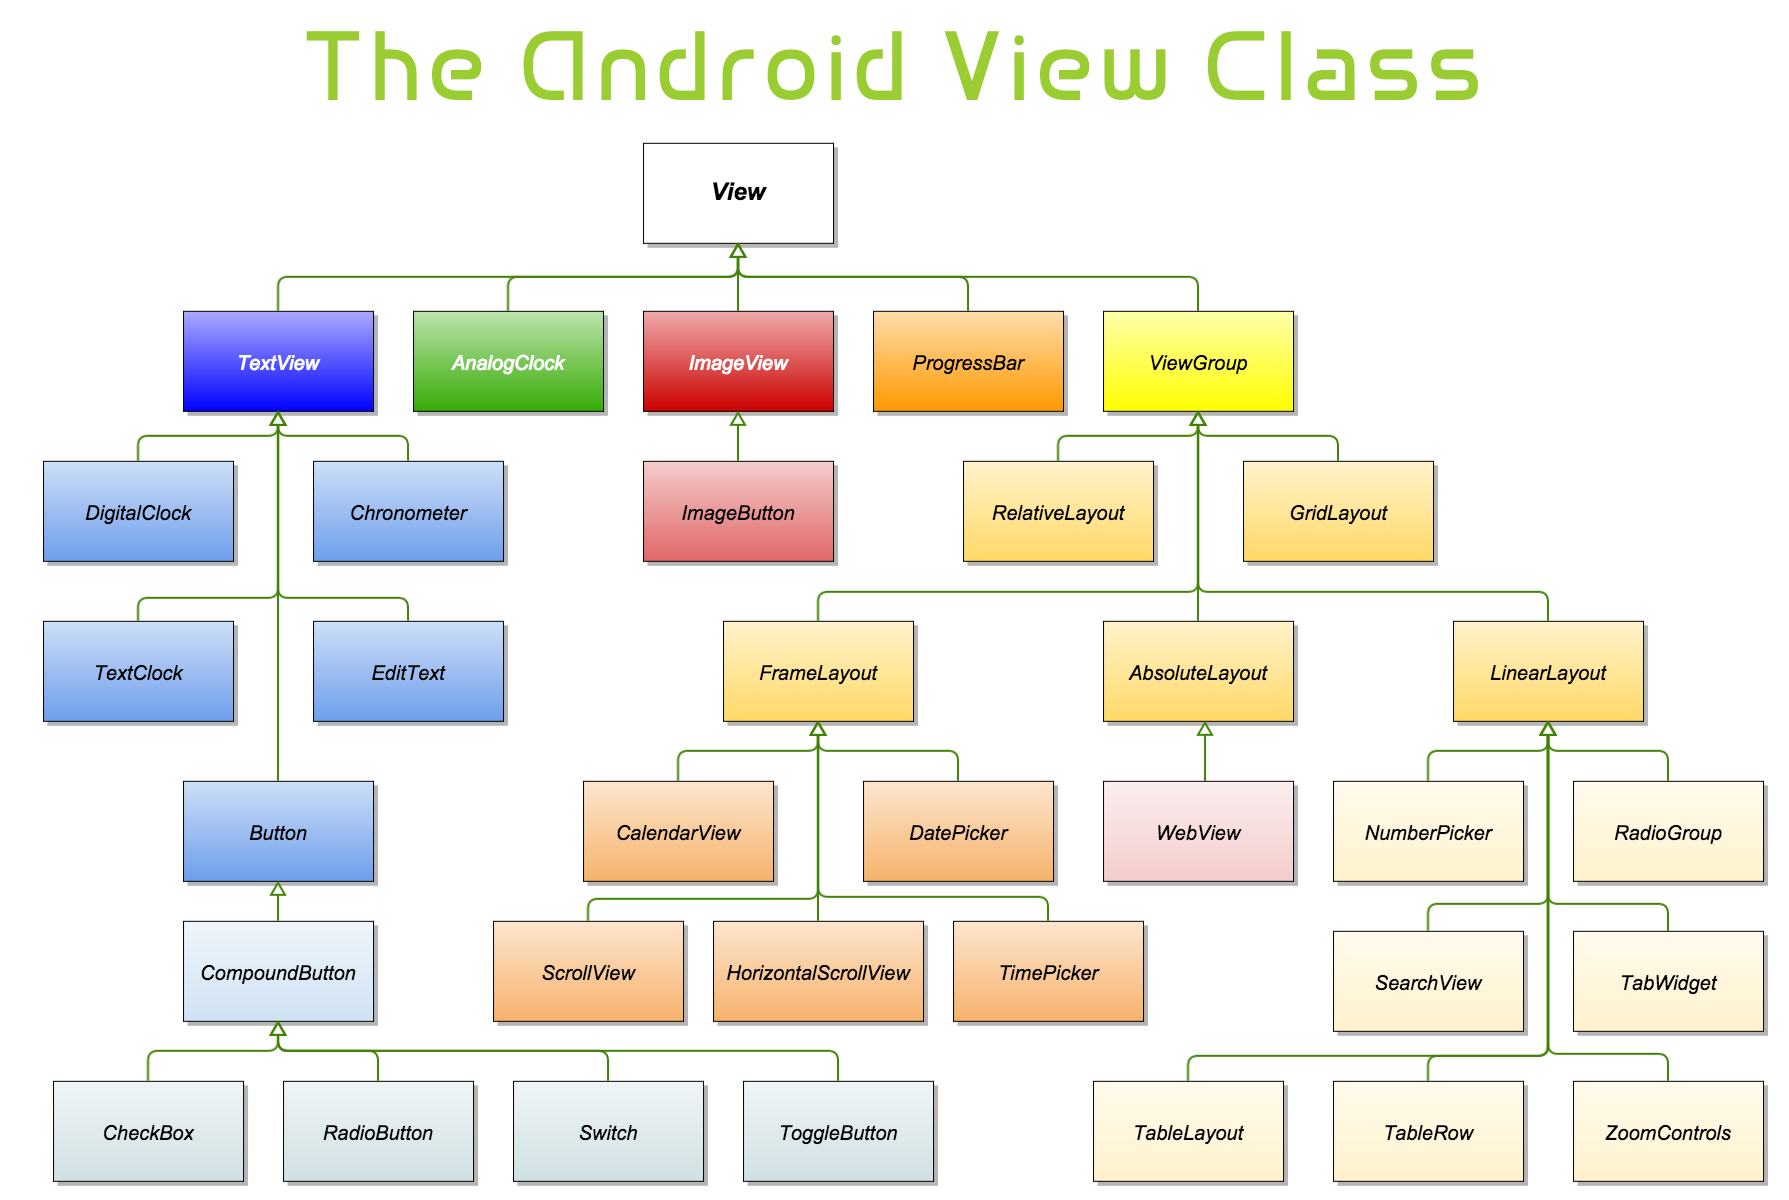 The Android View Class
View
TextView
AnalogClock
ImageView
ProgressBar
ViewGroup
DigitalClock
Chronometer
ImageButton
RelativeLayout
GridLayout
TextClock
EditText
FrameLayout
AbsoluteLayout
LinearLayout
Button
CalendarView
DatePicker
WebView
NumberPicker
RadioGroup
CompoundButton
ScrollView
HorizontalScrollView
TimePicker
SearchView
TabWidget
CheckBox
RadioButton
Switch
ToggleButton
TableLayout
TableRow
ZoomControls